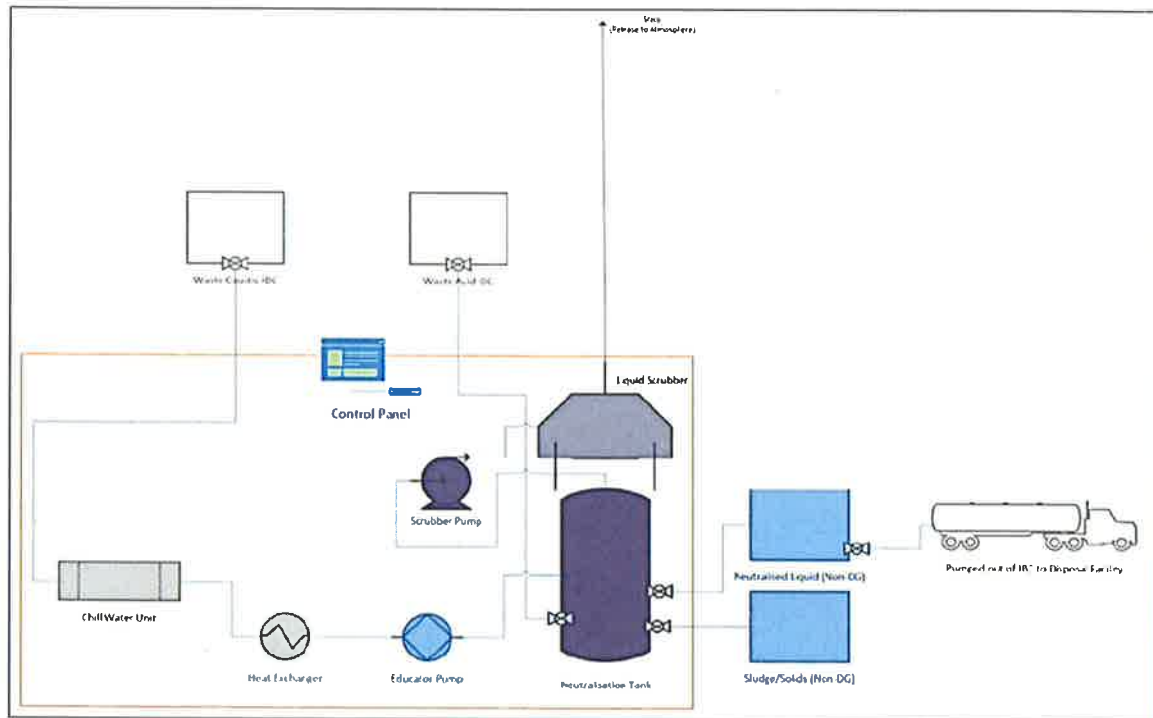 Stack
(Release to Atmosphere)
Waste Caustic IBC
Waste Acid IBC
Liquid Scrubber
Control Panel
Scrubber Pump
Neutralised Liquid (Non-DG)
Pumped out of IBC to Disposal Facility
Chill Water Unit
Heat Exchanger
Educator Pump
Neutralisation Tank
Sludge/Solids (Non-DG)